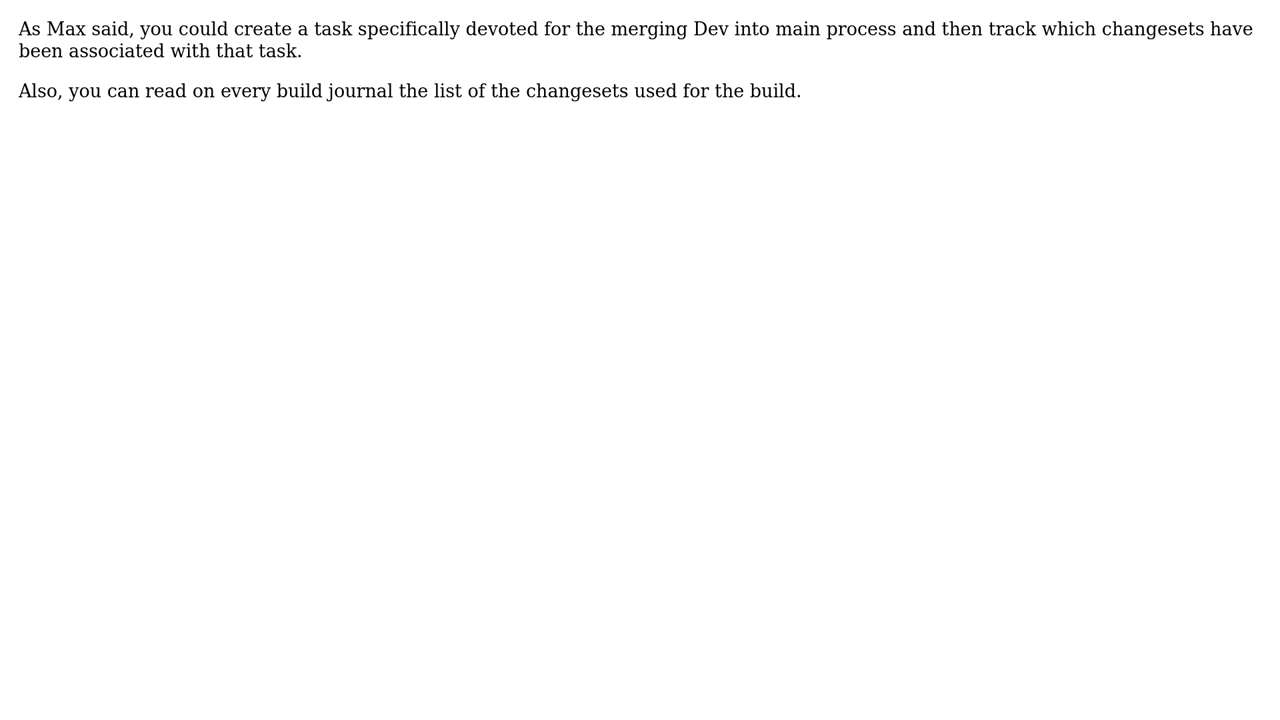 As Max said, you could create a task specifically devoted for the merging Dev into main process and then track which changesets have
been associated with that task.
Also, you can read on every build journal the list of the changesets used for the build.